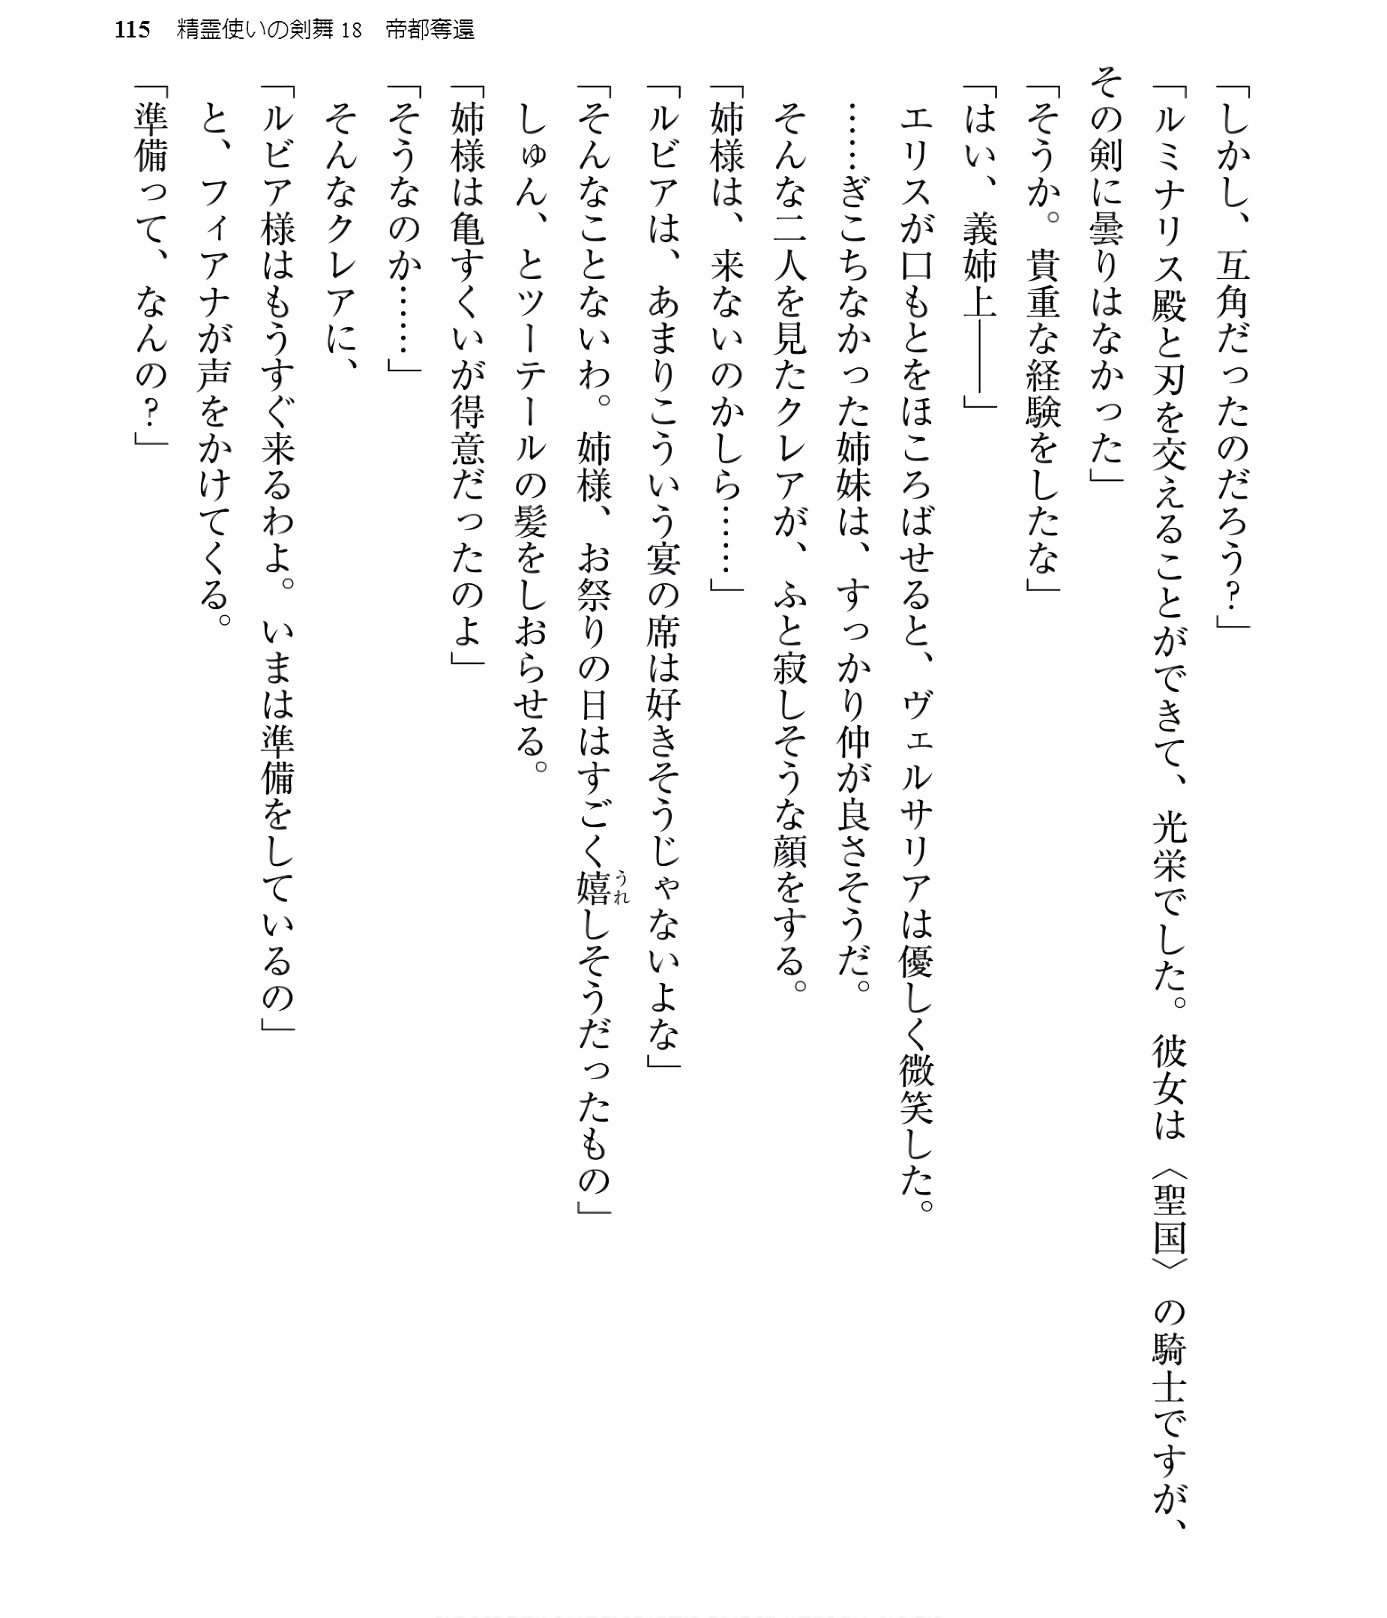 115 精霊使いの剣舞18 帝都奪還
「しかし、互角だったのだろう?」
「ルミナリス殿と刃を交えることができて、光栄でした。彼女は〈聖国〉の騎士ですが、
その剣に曇りはなかった」
「そうか。貴重な経験をしたな」
「はい、義姉上――」
エリスが口もとをほころばせると、ヴェルサリアは優しく微笑した。
……ぎこちなかった姉妹は、すっかり仲が良さそうだ。
そんな二人を見たクレアが、ふと寂しそうな顔をする。
「姉様は、来ないのかしら……」
「ルビアは、あまりこういう宴の席は好きそうじゃないよな」
「そんなことないわ。姉様、お祭りの日はすごく嬉しそうだったもの」
うれ
しゅん、とツーテールの髪をしおらせる。
「姉様は亀すくいが得意だったのよ」
「そうなのか……」
そんなクレアに、
「ルビア様はもうすぐ来るわよ。いまは準備をしているの」
と、フィアナが声をかけてくる。
「準備って、なんの?」